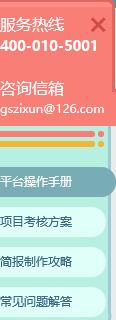 服务热线
400-010-5001
咨询信箱
gszixun@126.com
平台操作手册
项目考核方案
简报制作攻略
常见问题解答